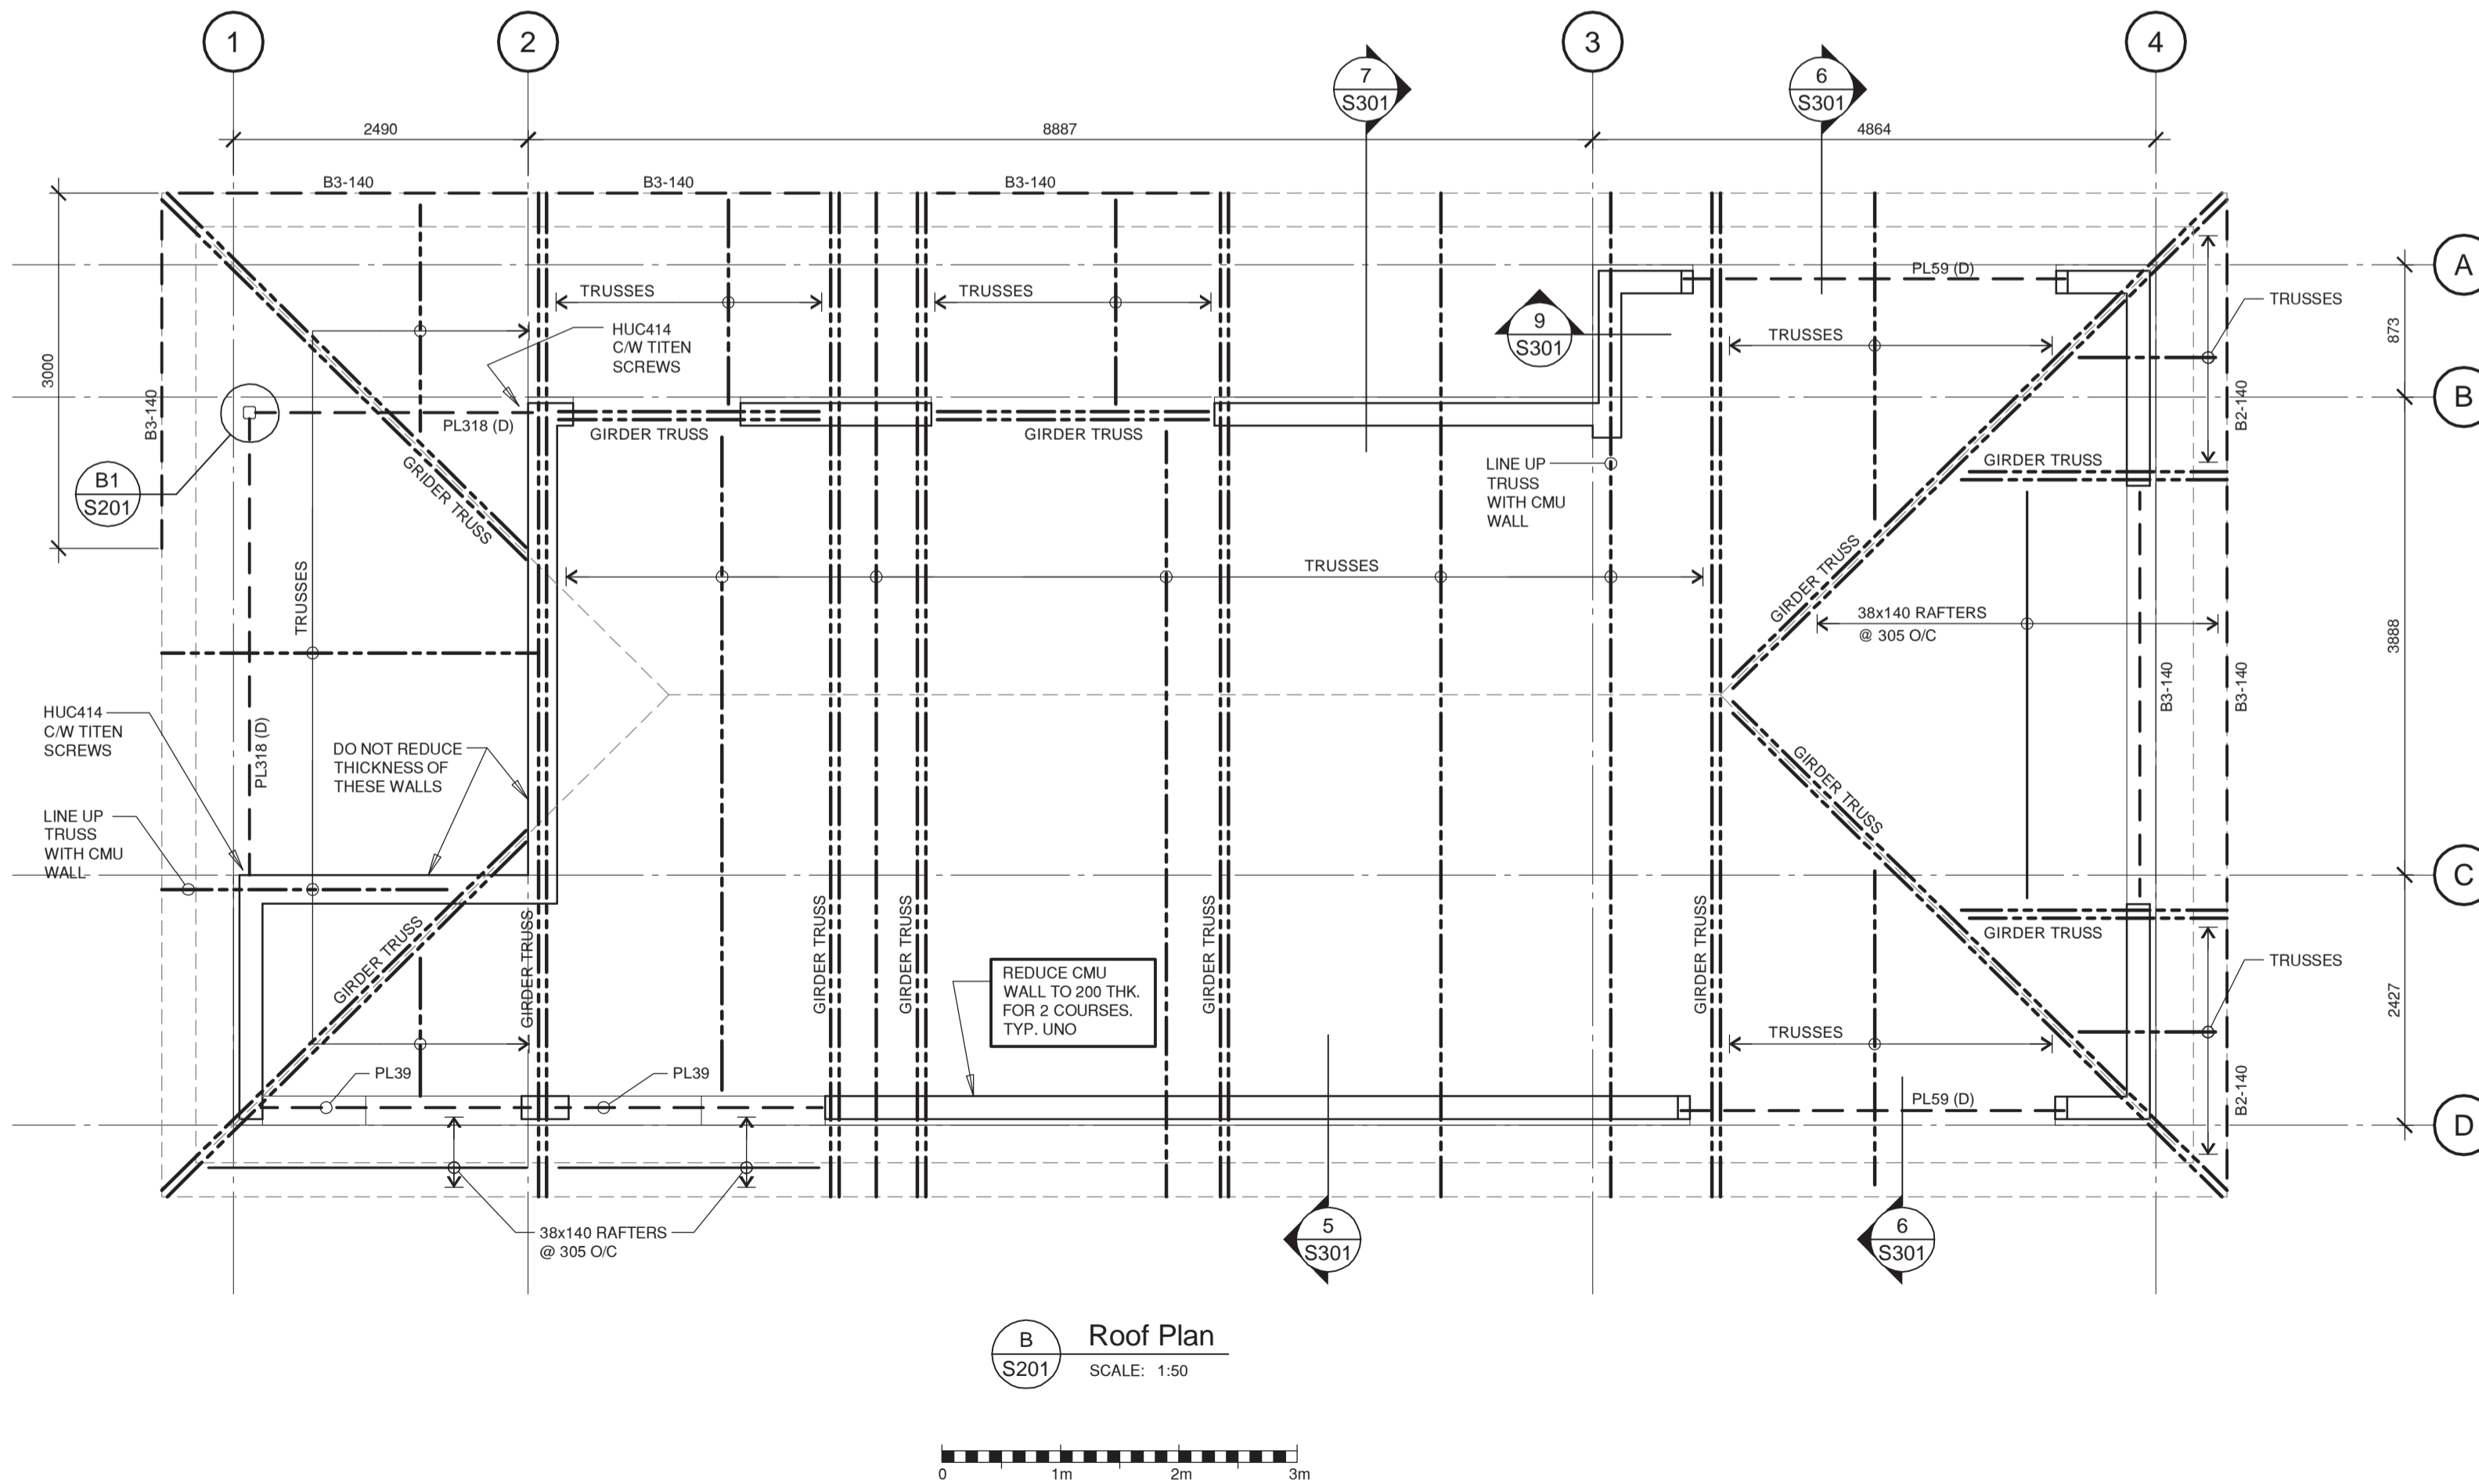 1
2
3
4
7
S301
6
S301
2490
8887
4864
B3-140
B3-140
B3-140
A
PL59 (D)
TRUSSES
TRUSSES
TRUSSES
HUC414
C/W TITEN
SCREWS
9
S301
TRUSSES
873
3000
B3-140
B
B2-140
PL318 (D)
GIRDER TRUSS
GIRDER TRUSS
GRIDER TRUSS
LINE UP
TRUSS
WITH CMU
WALL
GIRDER TRUSS
B1
S201
TRUSSES
TRUSSES
GIRDER TRUSS
38x140 RAFTERS
@ 305 O/C
3888
B3-140
B3-140
HUC414
C/W TITEN
SCREWS
PL318 (D)
DO NOT REDUCE
THICKNESS OF
THESE WALLS
GIRDER TRUSS
LINE UP
TRUSS
WITH CMU
WALL
C
GIRDER TRUSS
GIRDER TRUSS
GIRDER TRUSS
GIRDER TRUSS
GIRDER TRUSS
GIRDER TRUSS
GIRDER TRUSS
REDUCE CMU
WALL TO 200 THK.
FOR 2 COURSES.
TYP. UNO
TRUSSES
2427
TRUSSES
PL39
PL39
PL59 (D)
B2-140
D
38x140 RAFTERS
@ 305 O/C
5
S301
6
S301
B
S201
Roof Plan
SCALE: 1:50
0 1m 2m 3m